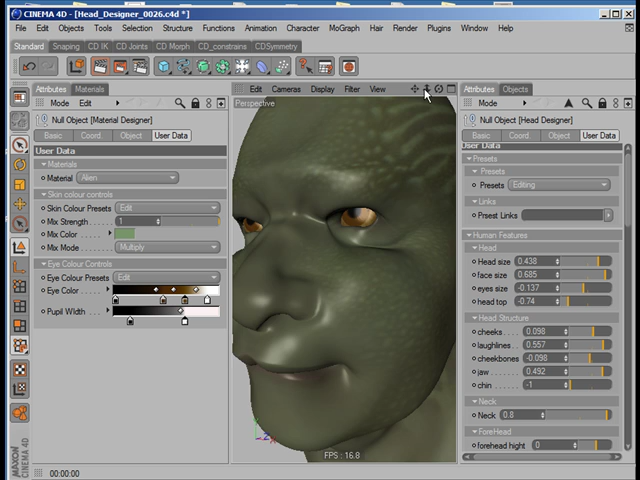 CINEMA 4D - [Head_Designer_0026.c4d *]
File Edit Objects Tools Selection Structure Functions Animation Character MoGraph Hair Render Plugins Window Help
Standard Snaping CD IK CD Joints CD Morph CD_constrains CDSymmetry
Attributes Materials
Mode Edit
Null Object [Material Designer]
Basic Coord. Object User Data
User Data
Materials
Material Alien
Skin colour controls
Skin Colour Presets Edit
Mix Strength 1
Mix Color
Mix Mode Multiply
Eye Colour Controls
Eye Colour Presets Edit
Eye Color
Pupil Width
Edit Cameras Display Filter View
Perspective
FPS : 16.8
Attributes Objects
Mode
Null Object [Head Designer]
Basic Coord. Object User Data
User Data
Presets
Presets
Presets Editing
Links
Prsest Links
Human Features
Head
Head size 0.438
face size 0.685
eyes size -0.137
head top -0.74
Head Structure
cheeks 0.098
laughlines 0.557
cheekbones -0.098
jaw 0.492
chin -1
Neck
Neck 0.8
ForeHead
forehead hight 0
00:00:00
MAXON
CINEMA 4D